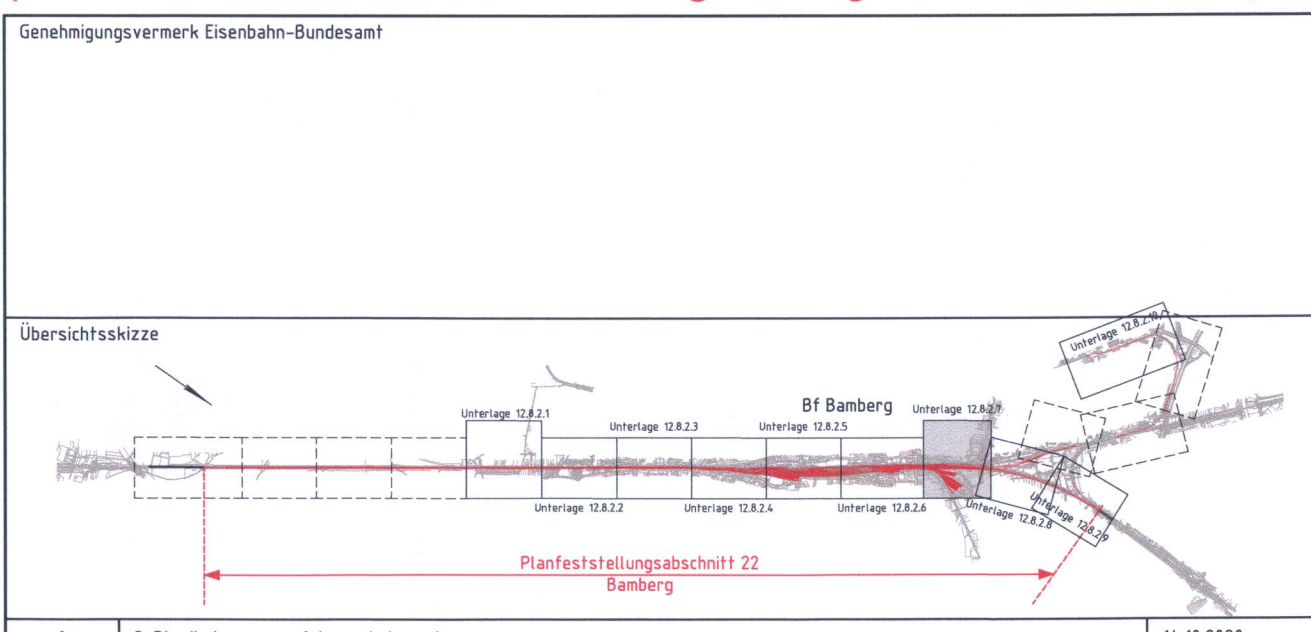 Genehmigungsvermerk Eisenbahn-Bundesamt
Übersichtsskizze
Unterlage 12.8.2.10
Unterlage 12.8.2.1
Bf Bamberg
Unterlage 12.8.2.7
Unterlage 12.8.2.3
Unterlage 12.8.2.5
Unterlage 12.8.2.2
Unterlage 12.8.2.4
Unterlage 12.8.2.6
Unterlage 12.8.2.8
Unterlage 12.8.2.9
Planfeststellungsabschnitt 22
Bamberg